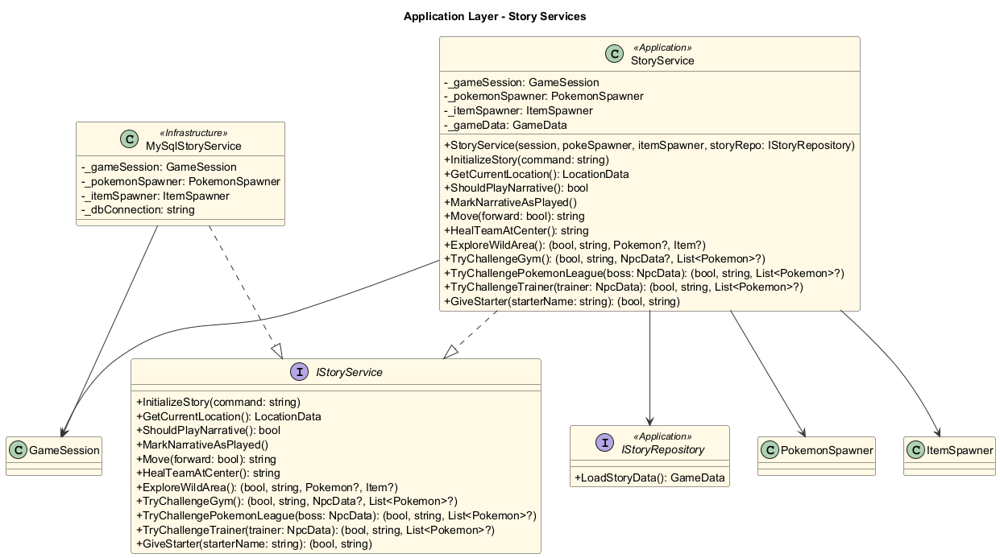 Application Layer - Story Services
«Application»
C
StoryService
-_gameSession: GameSession
-_pokemonSpawner: PokemonSpawner
-_itemSpawner: ItemSpawner
-_gameData: GameData
+StoryService(session, pokeSpawner, itemSpawner, storyRepo: IStoryRepository)
+InitializeStory(command: string)
+GetCurrentLocation(): LocationData
+ShouldPlayNarrative(): bool
+MarkNarrativeAsPlayed()
+Move(forward: bool): string
+HealTeamAtCenter(): string
+ExploreWildArea(): (bool, string, Pokemon?, Item?)
+TryChallengeGym(): (bool, string, NpcData?, List<Pokemon>?)
+TryChallengePokemonLeague(boss: NpcData): (bool, string, List<Pokemon>?)
+TryChallengeTrainer(trainer: NpcData): (bool, string, List<Pokemon>?)
+GiveStarter(starterName: string): (bool, string)
«Infrastructure»
C
MySqlStoryService
-_gameSession: GameSession
-_pokemonSpawner: PokemonSpawner
-_itemSpawner: ItemSpawner
-_dbConnection: string
C GameSession
I IStoryService
+InitializeStory(command: string)
+GetCurrentLocation(): LocationData
+ShouldPlayNarrative(): bool
+MarkNarrativeAsPlayed()
+Move(forward: bool): string
+HealTeamAtCenter(): string
+ExploreWildArea(): (bool, string, Pokemon?, Item?)
+TryChallengeGym(): (bool, string, NpcData?, List<Pokemon>?)
+TryChallengePokemonLeague(boss: NpcData): (bool, string, List<Pokemon>?)
+TryChallengeTrainer(trainer: NpcData): (bool, string, List<Pokemon>?)
+GiveStarter(starterName: string): (bool, string)
«Application»
I
IStoryRepository
+LoadStoryData(): GameData
C PokemonSpawner
C ItemSpawner